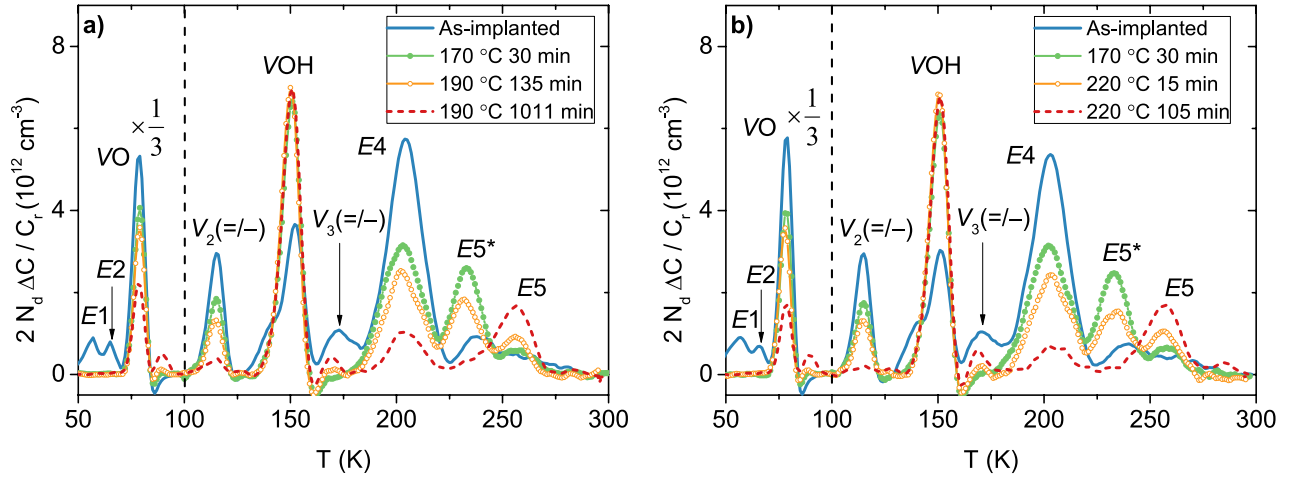 a)
As-implanted
170 °C 30 min
190 °C 135 min
190 °C 1011 min
VOH
VO × 1/3
E4
V2(=/–)
V3(=/–)
E5*
E5
E2
E1
8
4
0
2 Nd ΔC / Cr (10^12 cm-3)
50 100 150 200 250 300
T (K)
b)
As-implanted
170 °C 30 min
220 °C 15 min
220 °C 105 min
VOH
VO × 1/3
E4
V2(=/–)
V3(=/–)
E5*
E5
E2
E1
8
4
0
2 Nd ΔC / Cr (10^12 cm-3)
50 100 150 200 250 300
T (K)